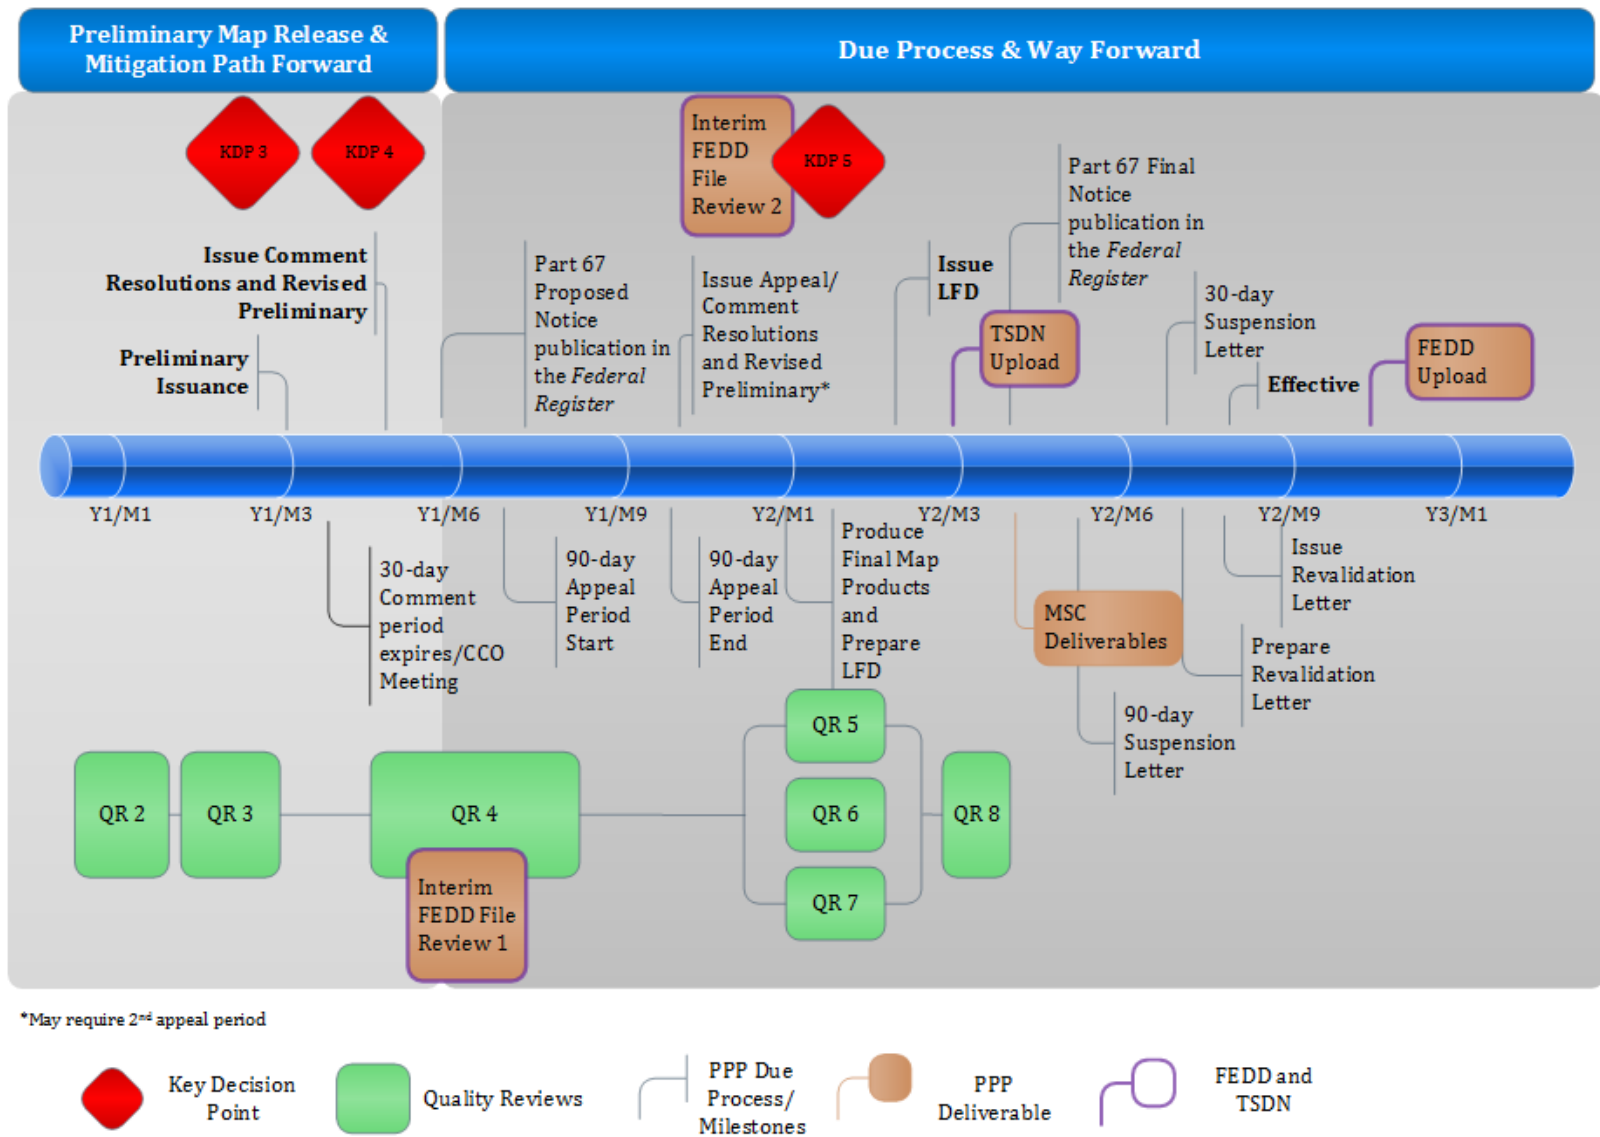 Preliminary Map Release &
Mitigation Path Forward
Due Process & Way Forward
KDP 3
KDP 4
Interim
FEDD
File
Review 2
KDP 5
Issue Comment
Resolutions and Revised
Preliminary
Preliminary
Issuance
Part 67
Proposed
Notice
publication in
the Federal
Register
Issue Appeal/
Comment
Resolutions
and Revised
Preliminary*
Issue
LFD
TSDN
Upload
Part 67 Final
Notice
publication in
the Federal
Register
30-day
Suspension
Letter
Effective
FEDD
Upload
Y1/M1
Y1/M3
Y1/M6
Y1/M9
Y2/M1
Y2/M3
Y2/M6
Y2/M9
Y3/M1
30-day
Comment
period
expires/CCO
Meeting
90-day
Appeal
Period
Start
90-day
Appeal
Period
End
Produce
Final Map
Products
and
Prepare
LFD
MSC
Deliverables
90-day
Suspension
Letter
Prepare
Revalidation
Letter
Issue
Revalidation
Letter
QR 2
QR 3
QR 4
Interim
FEDD File
Review 1
QR 5
QR 6
QR 7
QR 8
*May require 2nd appeal period
Key Decision
Point
Quality Reviews
PPP Due
Process/
Milestones
PPP
Deliverable
FEDD and
TSDN